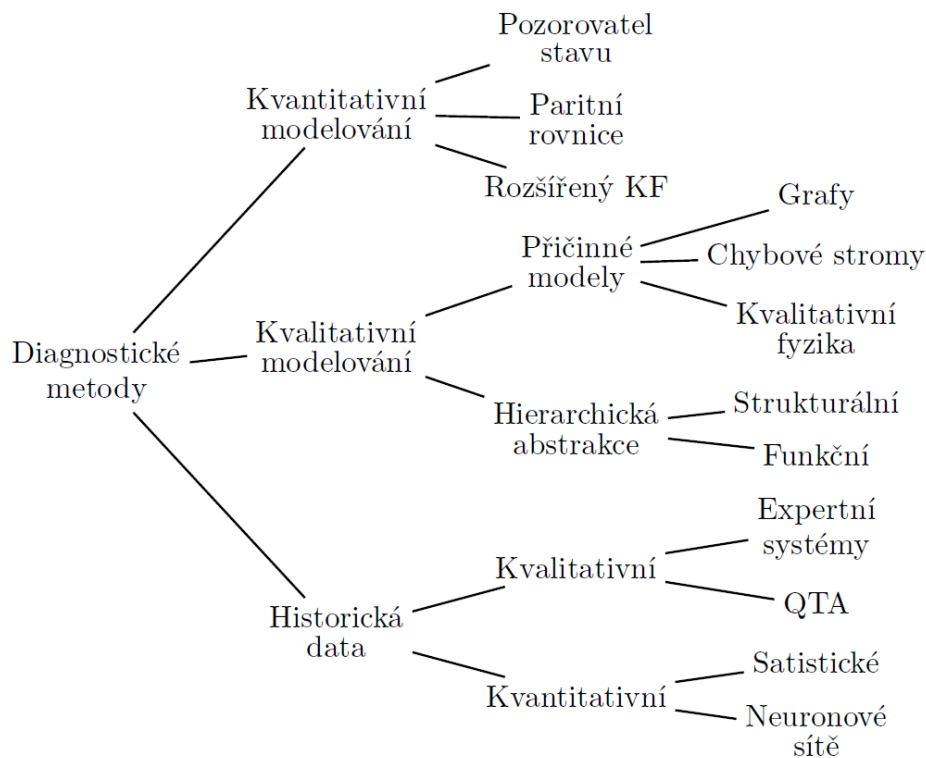 Pozorovatel
stavu
Kvantitativní
modelování
Paritní
rovnice
Rozšířený KF
Grafy
Přičinné
modely
Chybové stromy
Kvalitativní
fyzika
Diagnostické
metody
Kvalitativní
modelování
Hierarchická
abstrakce
Strukturální
Funkční
Expertní
systémy
Kvalitativní
QTA
Historická
data
Satistické
Kvantitativní
Neuronové
sítě